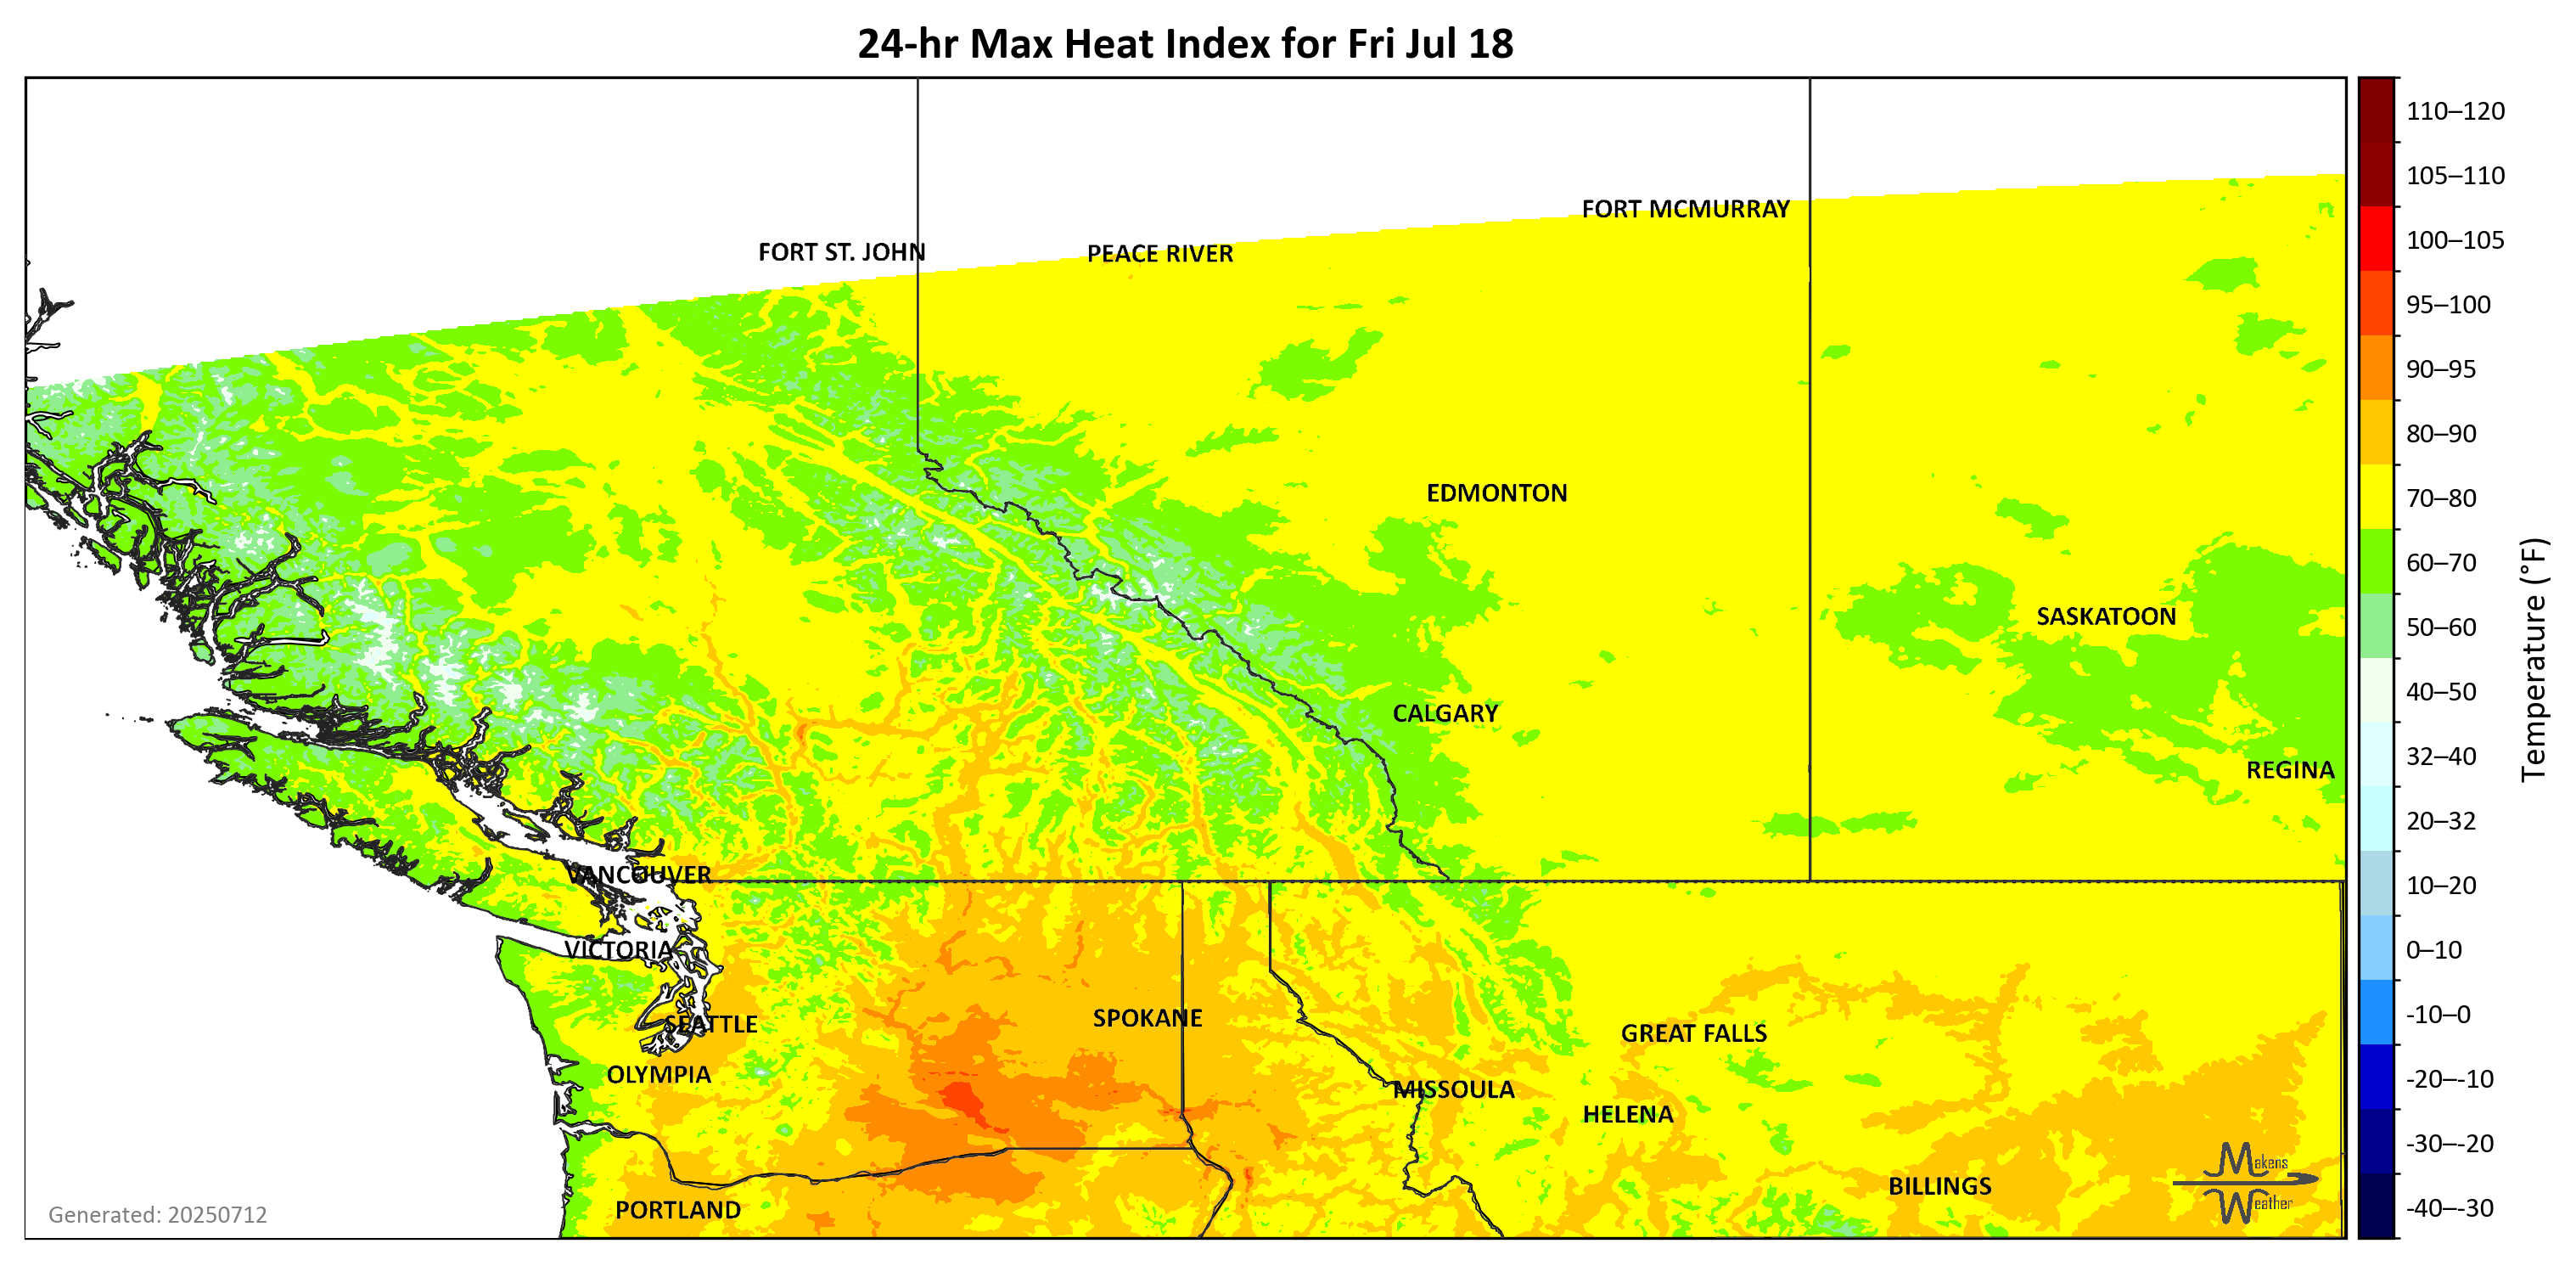 24-hr Max Heat Index for Fri Jul 18
110–120
105–110
100–105
95–100
90–95
80–90
70–80
60–70
50–60
40–50
32–40
20–32
10–20
0–10
-10–0
-20–-10
-30–-20
-40–-30
Temperature (°F)
FORT MCMURRAY
FORT ST. JOHN
PEACE RIVER
EDMONTON
SASKATOON
CALGARY
REGINA
VANCOUVER
VICTORIA
SEATTLE
SPOKANE
GREAT FALLS
OLYMPIA
MISSOULA
HELENA
BILLINGS
PORTLAND
Makens
Weather
Generated: 20250712